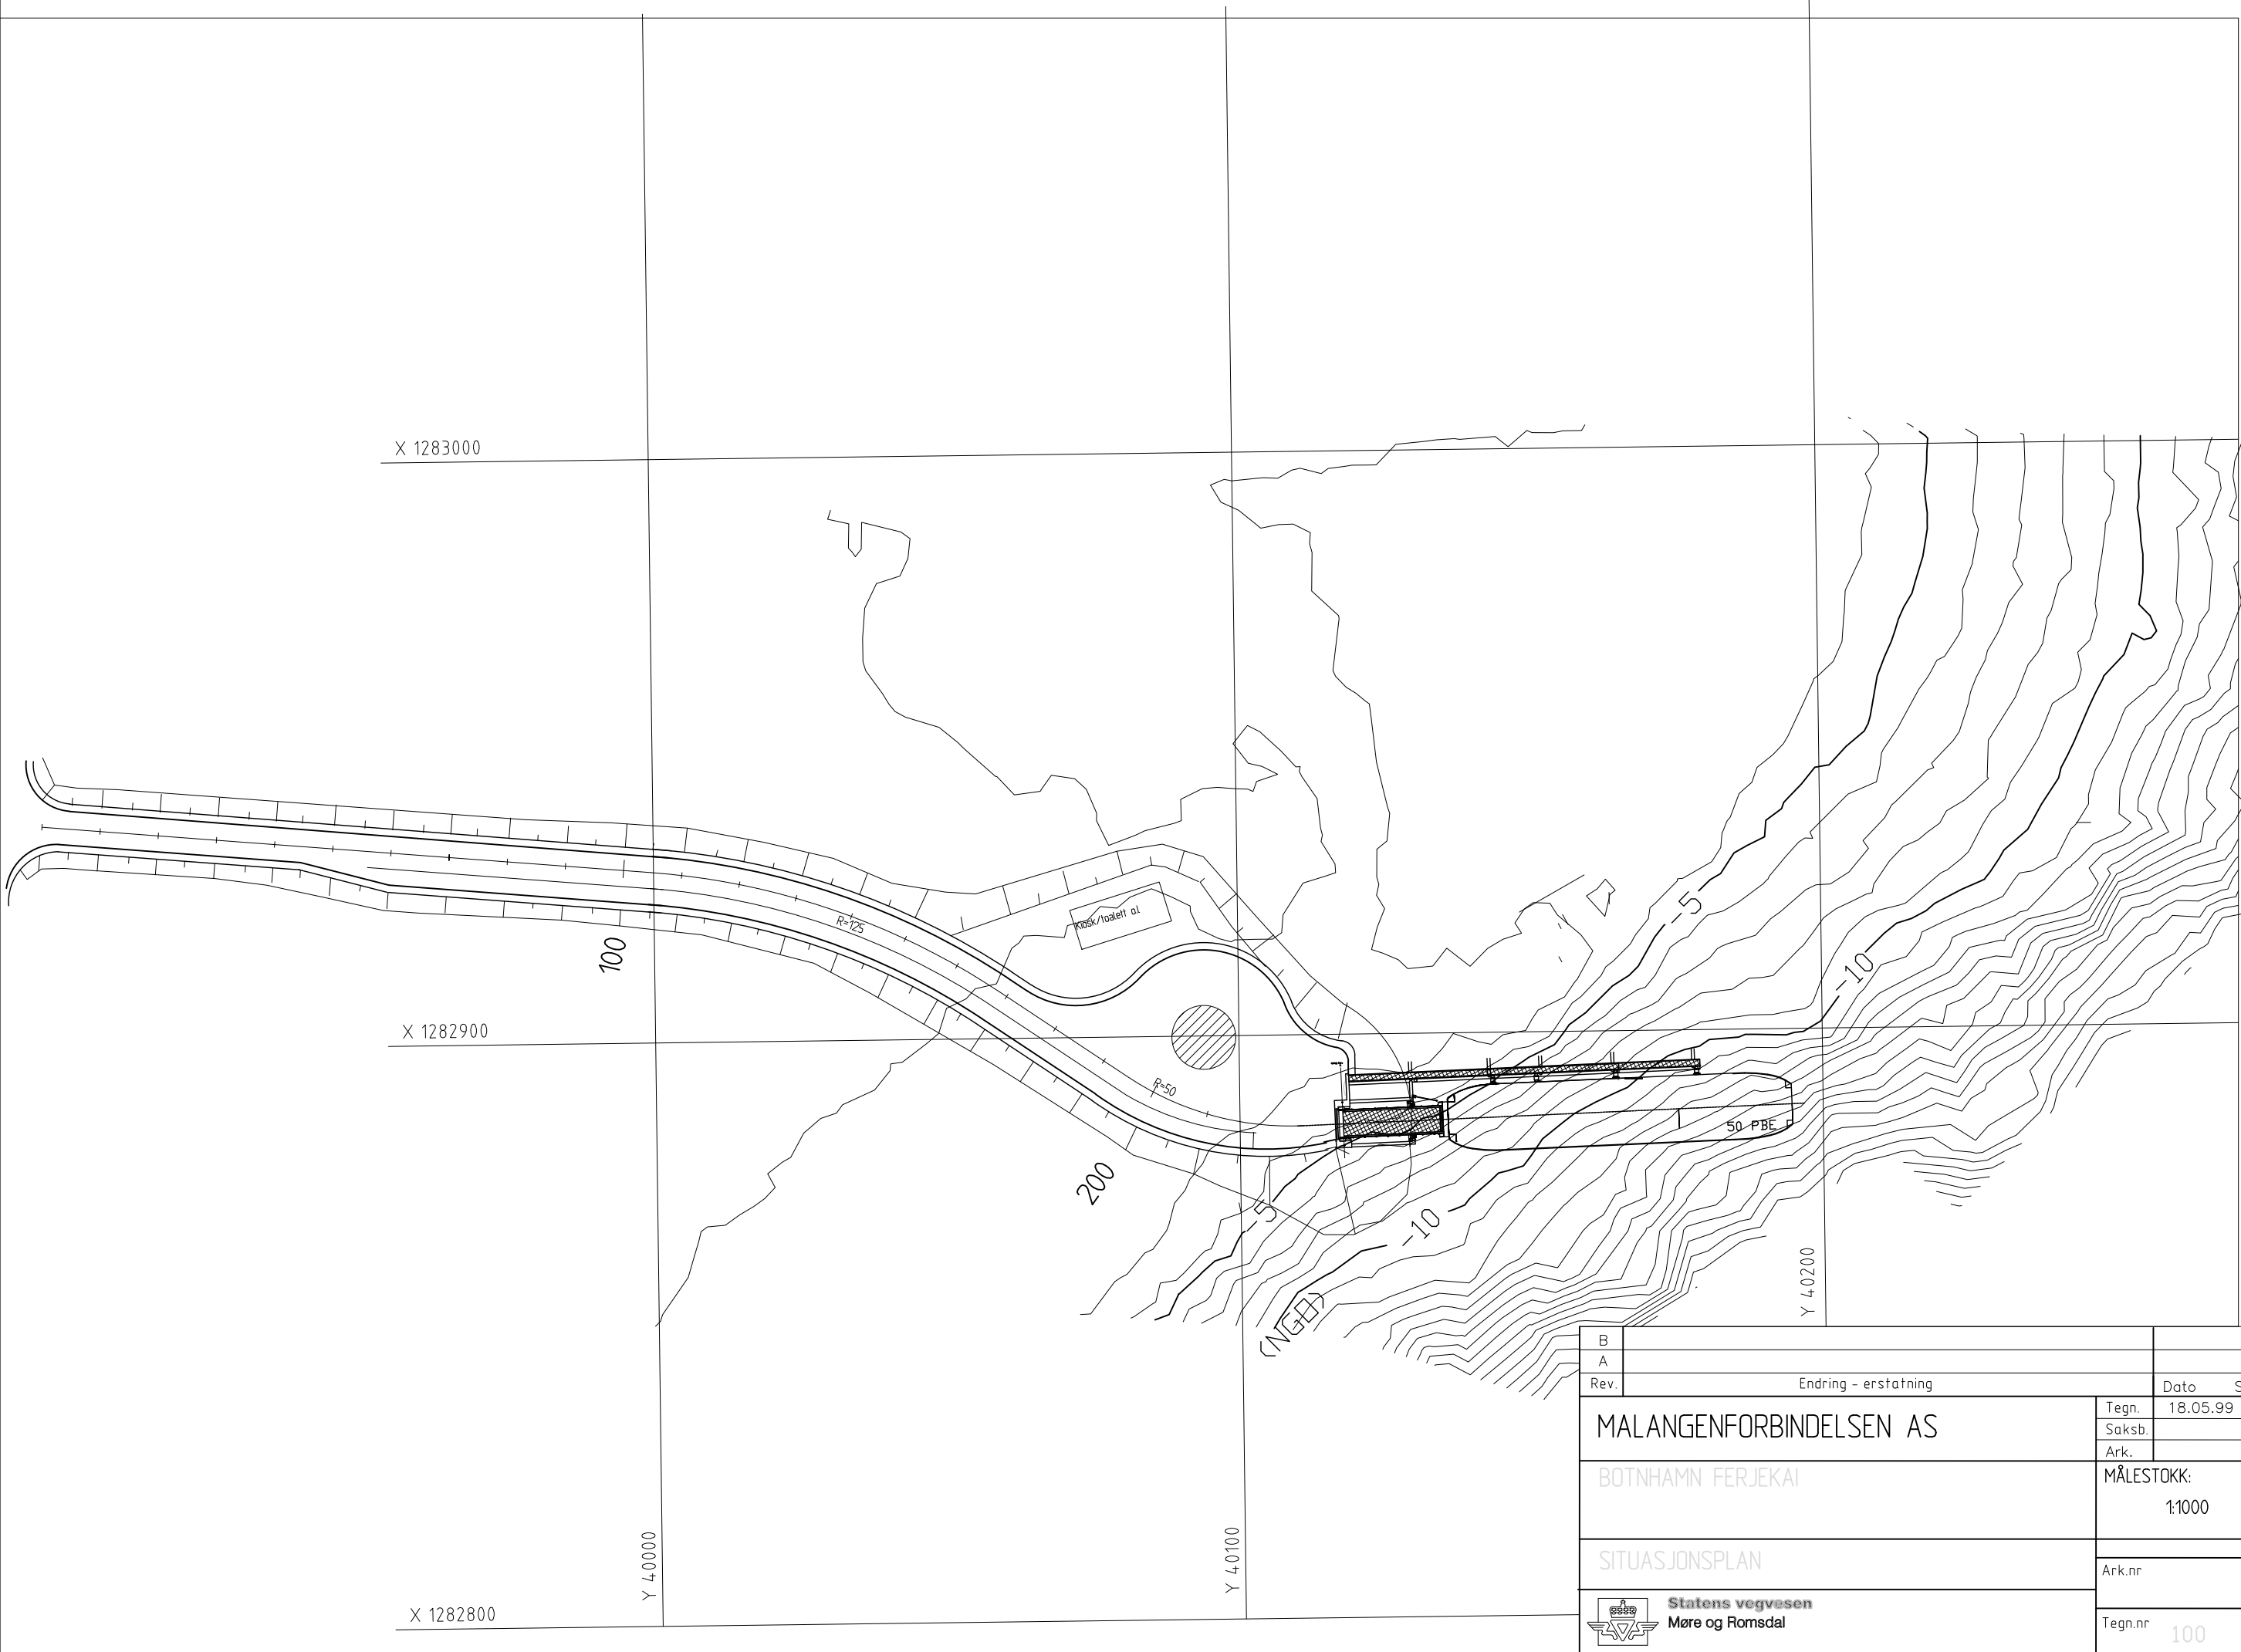 X 1283000
Kiosk/toalett o.l.
R=125
-5
-10
100
X 1282900
R=50
50 PBE
200
-5
-10
(NGO)
Y 40200
Y 40000
Y 40100
X 1282800
B
A
Rev. Endring - erstatning Dato S
MALANGENFORBINDELSEN AS
Tegn. 18.05.99
Saksb.
Ark.
BOTNHAMN FERJEKAI
MÅLESTOKK:
1:1000
SITUASJONSPLAN
Ark.nr
Statens vegvesen
Møre og Romsdal
Tegn.nr 100